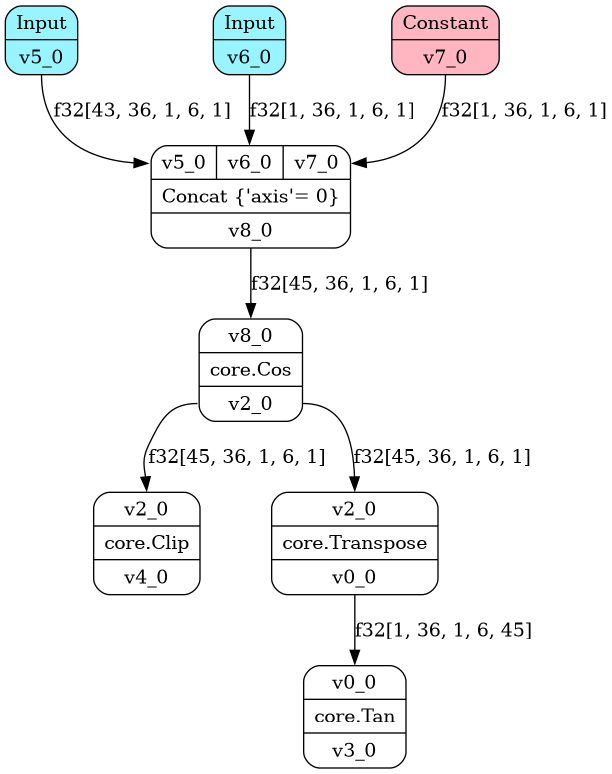 Input
v5_0
Input
v6_0
Constant
v7_0
f32[43, 36, 1, 6, 1]
f32[1, 36, 1, 6, 1]
f32[1, 36, 1, 6, 1]
v5_0 v6_0 v7_0
Concat {'axis'= 0}
v8_0
f32[45, 36, 1, 6, 1]
v8_0
core.Cos
v2_0
f32[45, 36, 1, 6, 1]
f32[45, 36, 1, 6, 1]
v2_0
core.Clip
v4_0
v2_0
core.Transpose
v0_0
f32[1, 36, 1, 6, 45]
v0_0
core.Tan
v3_0